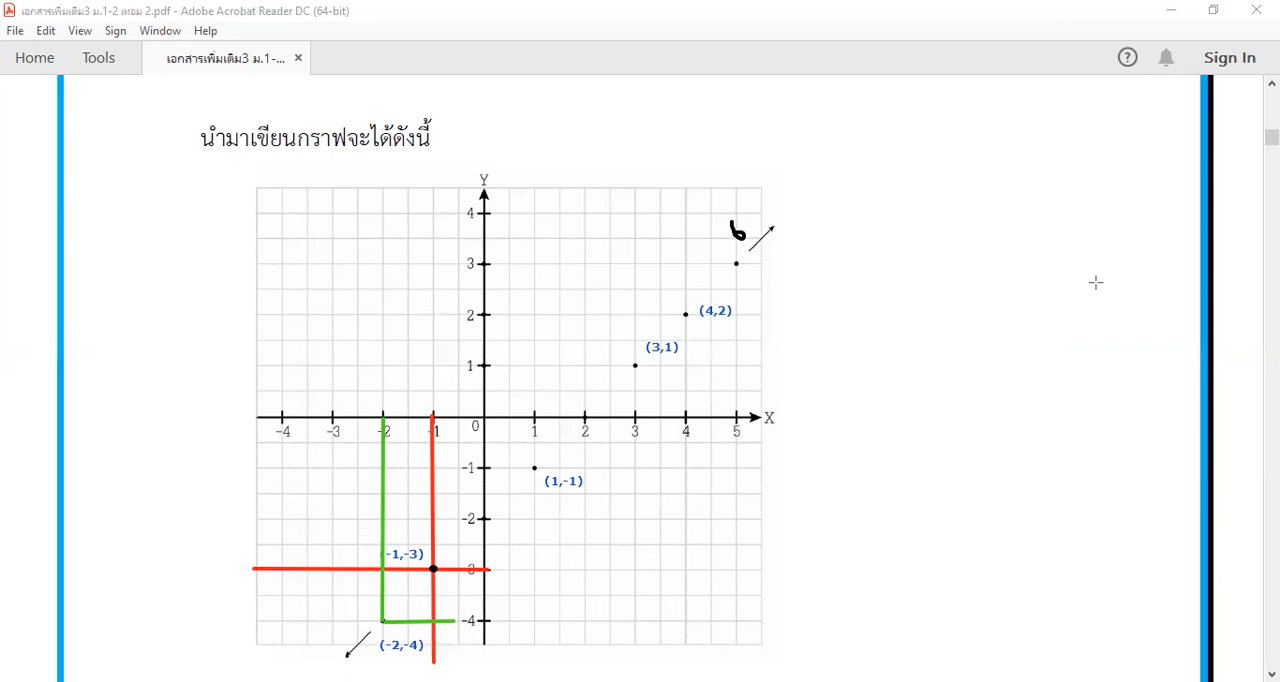 เอกสารเพิ่มเติม3 ม.1-2 เทอม 2.pdf - Adobe Acrobat Reader DC (64-bit)
File Edit View Sign Window Help
Home Tools เอกสารเพิ่มเติม3 ม.1-... × ? Sign In
นำมาเขียนกราฟจะได้ดังนี้
Y
4
3
(4,2)
2
(3,1)
1
X
-4 -3 -2 -1 0 1 2 3 4 5
-1
(1,-1)
-2
(-1,-3)
-3
-4
(-2,-4)